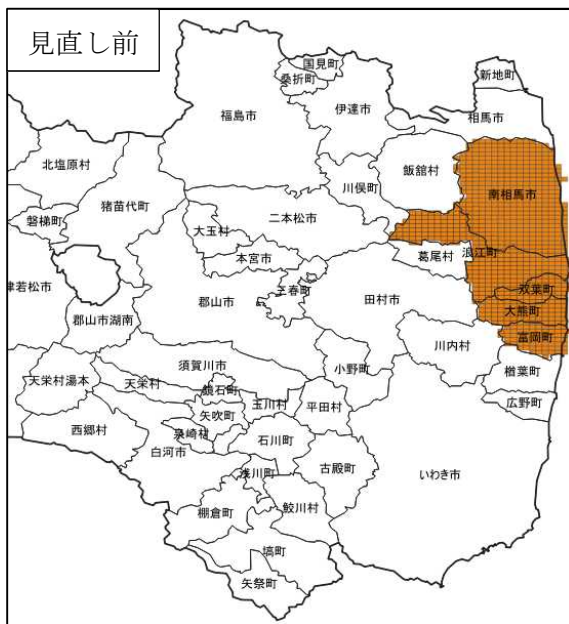 見直し前
国見町
新地町
桑折町
相馬市
伊達市
福島市
飯舘村
北塩原村
南相馬市
川俣町
猪苗代町
磐梯町
二本松市
大玉村
葛尾村
浪江町
本宮市
双葉町
三春町
津若松市
郡山市
田村市
大熊町
郡山市湖南
富岡町
川内村
須賀川市
小野町
楢葉町
天栄村湯本
天栄村
鏡石町
玉川村
平田村
広野町
矢吹町
西郷村
泉崎村
石川町
白河市
古殿町
浅川町
いわき市
棚倉町
鮫川村
塙町
矢祭町